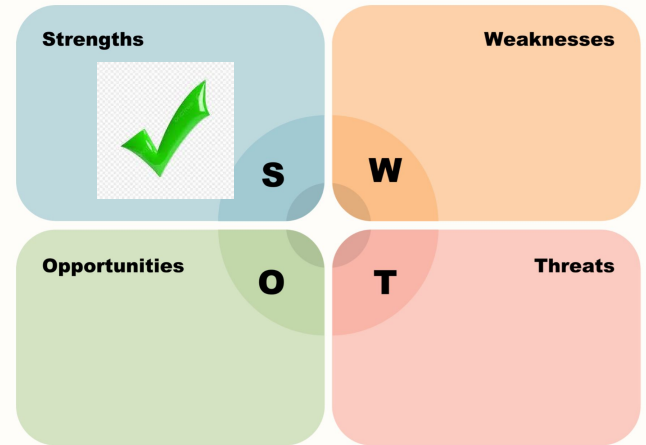 Strengths
Weaknesses
S
W
Opportunities
Threats
O
T